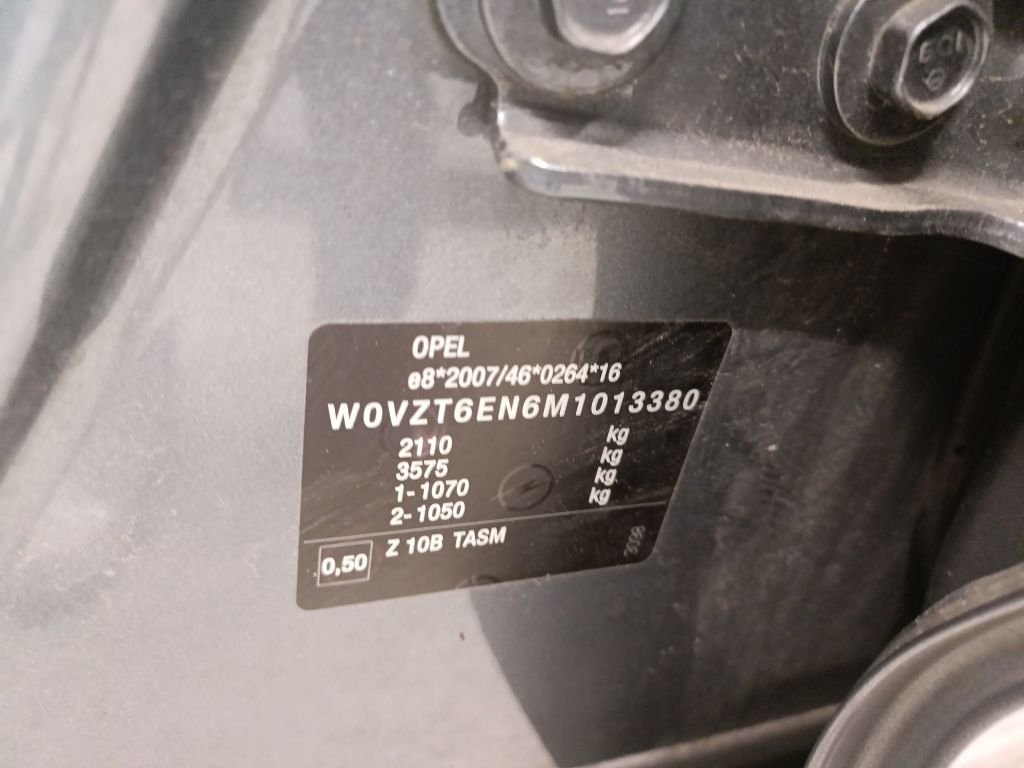 OPEL
e8*2007/46*0264*16
W0VZT6EN6M1013380
2110 kg
3575 kg
1-1070 kg
2-1050 kg
0,50 Z 10B TASM
3098